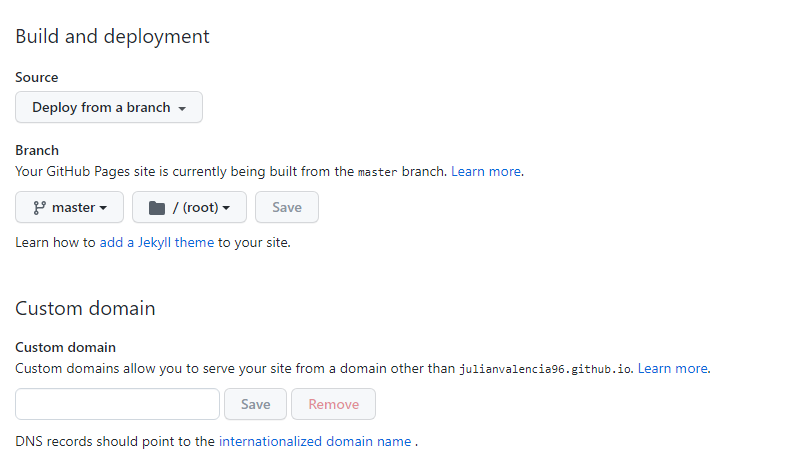 Build and deployment
Source
Deploy from a branch
Branch
Your GitHub Pages site is currently being built from the master branch. Learn more.
master / (root) Save
Learn how to add a Jekyll theme to your site.
Custom domain
Custom domain
Custom domains allow you to serve your site from a domain other than julianvalencia96.github.io. Learn more.
Save Remove
DNS records should point to the internationalized domain name .